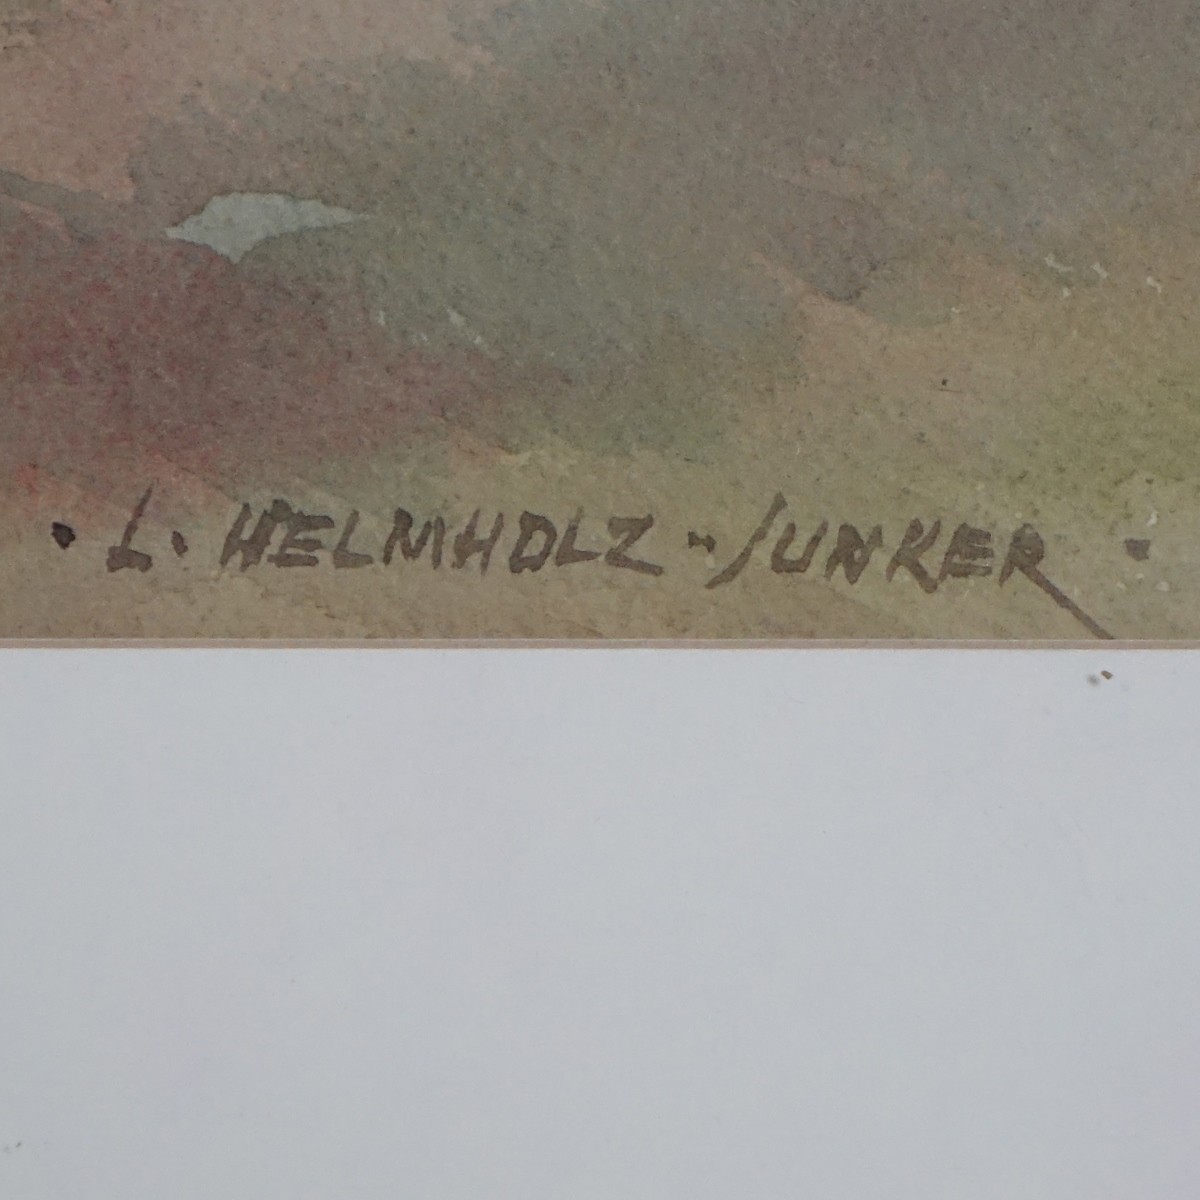 · L. HELMHOLZ - JUNKER ·